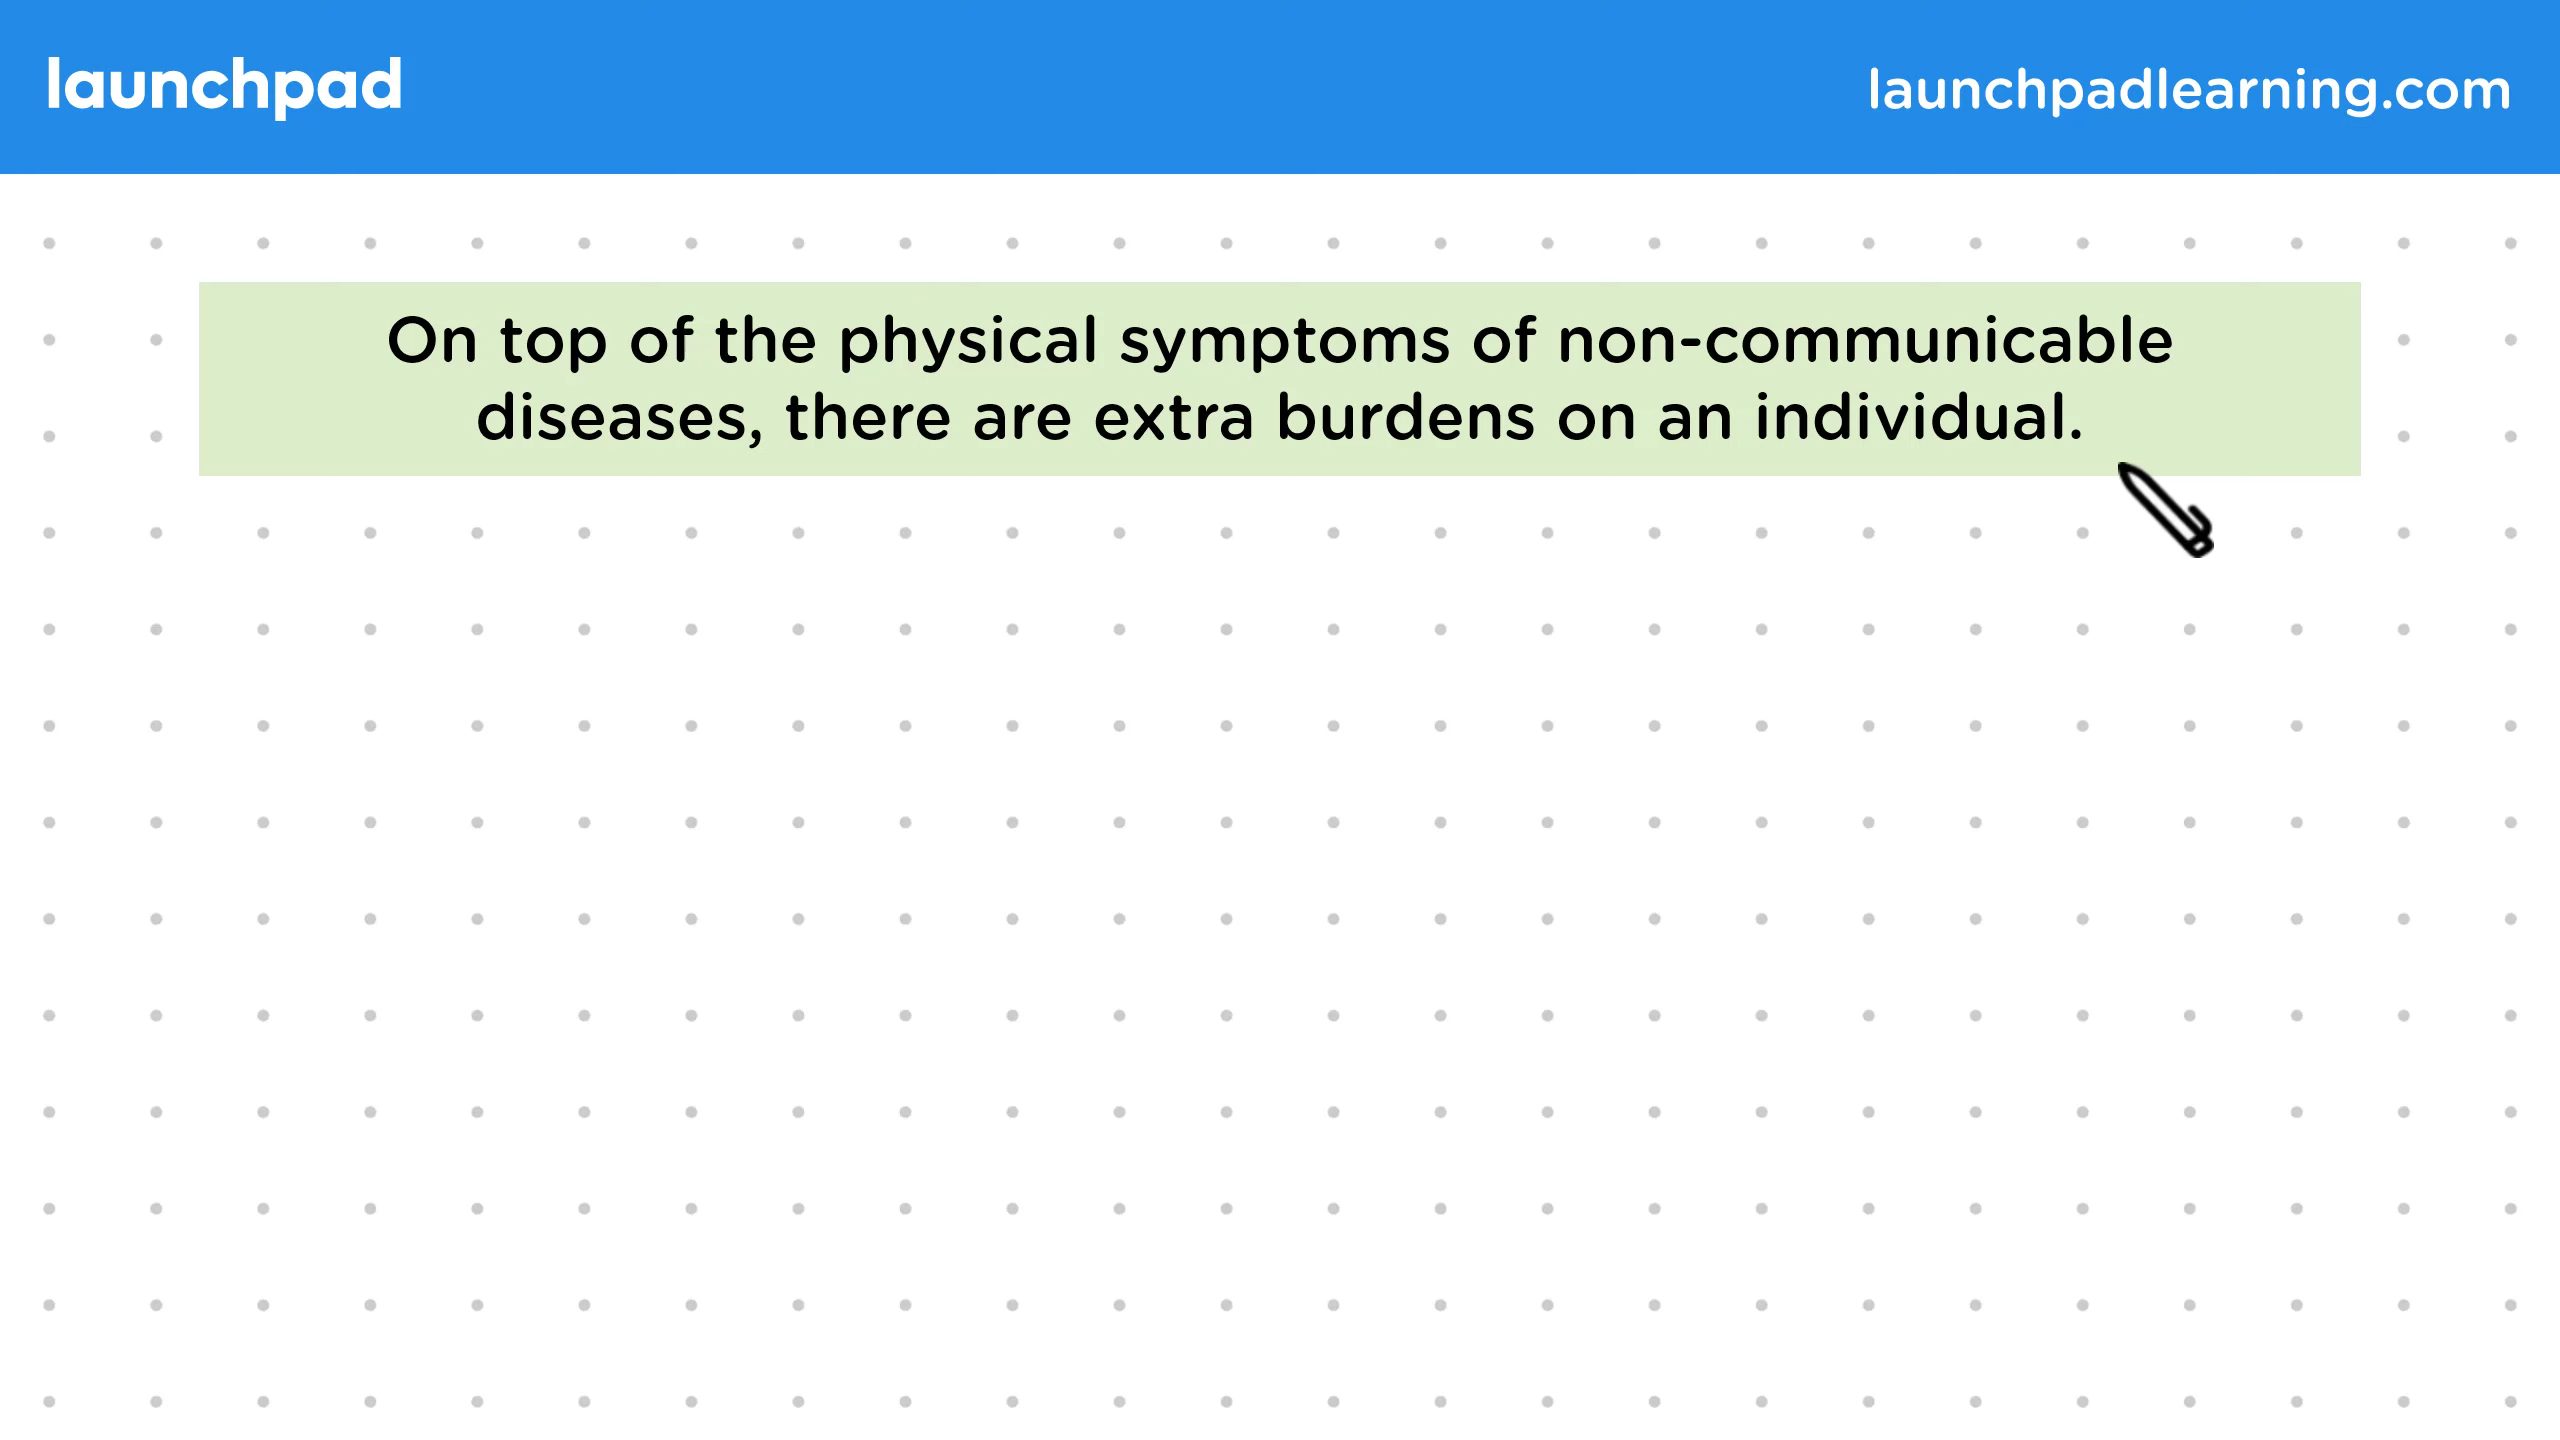 launchpad
launchpadlearning.com
On top of the physical symptoms of non-communicable
diseases, there are extra burdens on an individual.